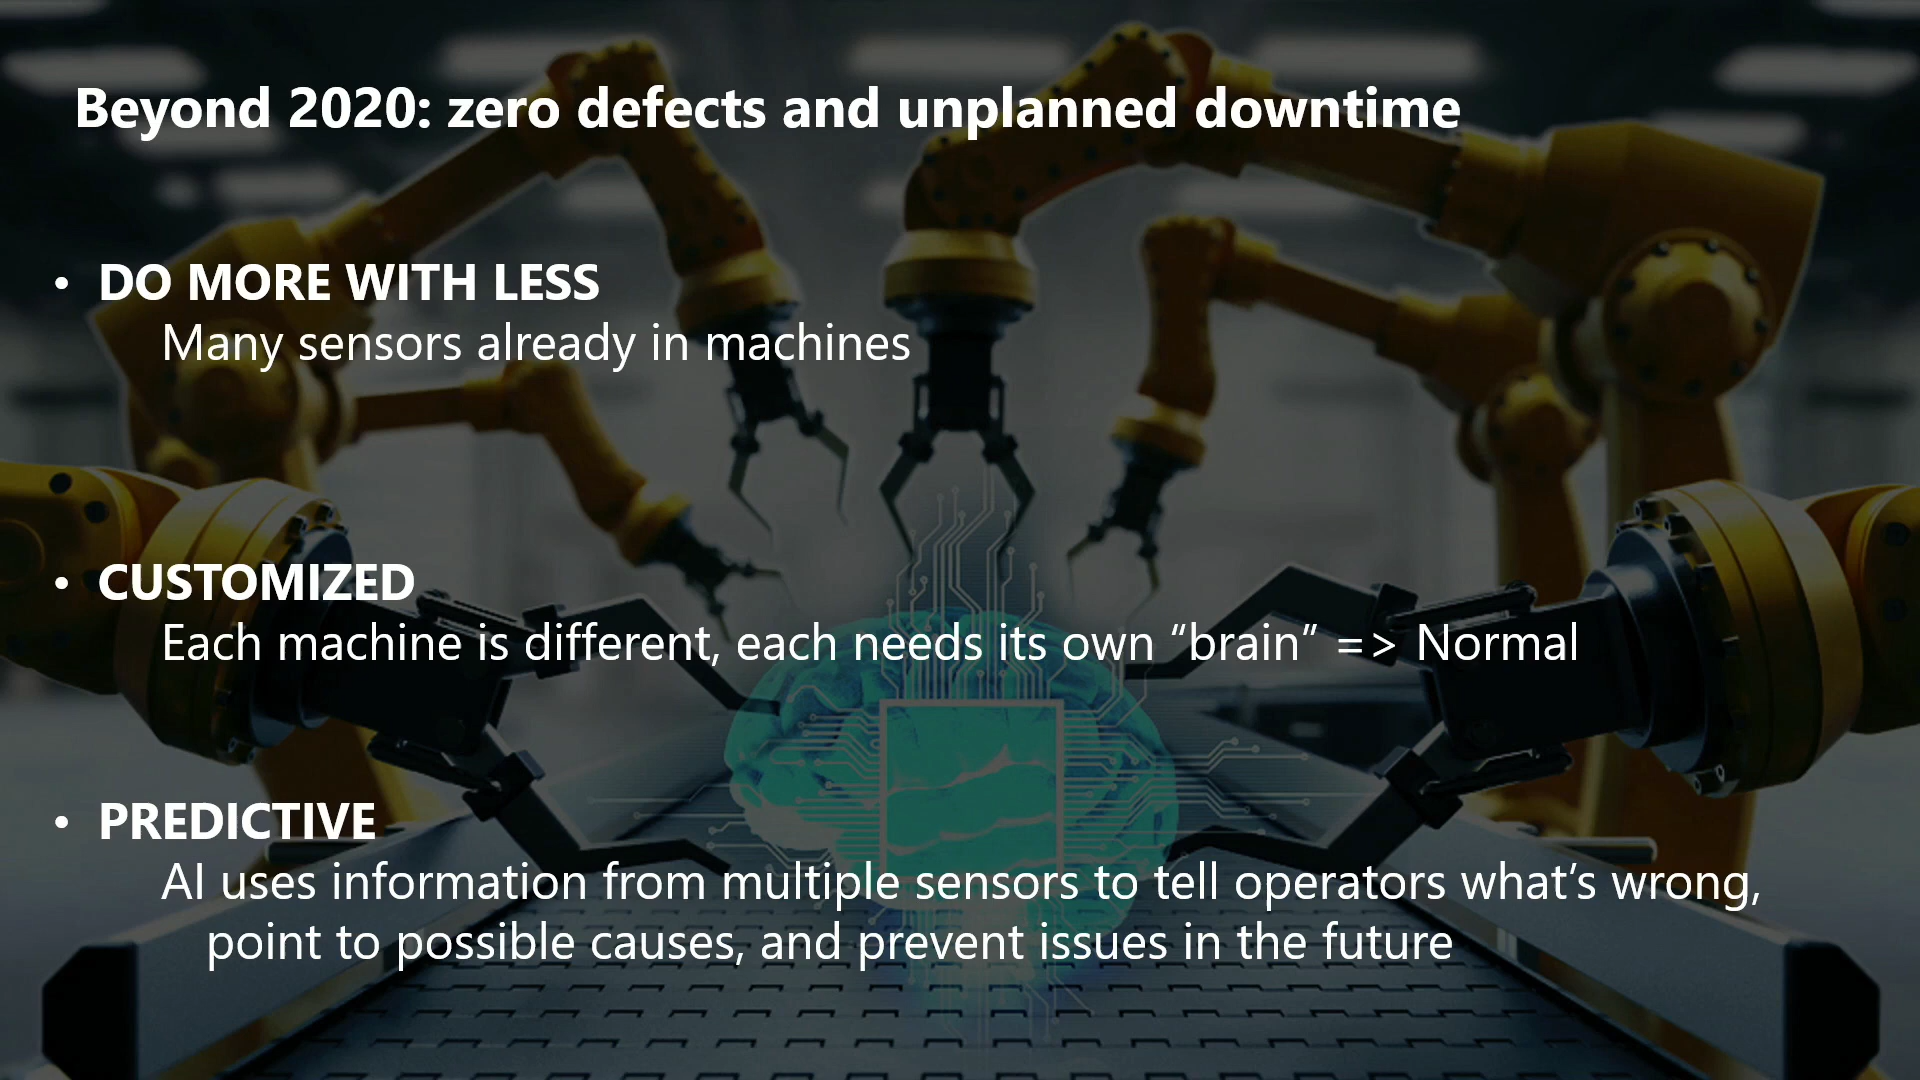 Beyond 2020: zero defects and unplanned downtime
• DO MORE WITH LESS
Many sensors already in machines
• CUSTOMIZED
Each machine is different, each needs its own “brain” => Normal
• PREDICTIVE
AI uses information from multiple sensors to tell operators what’s wrong,
point to possible causes, and prevent issues in the future